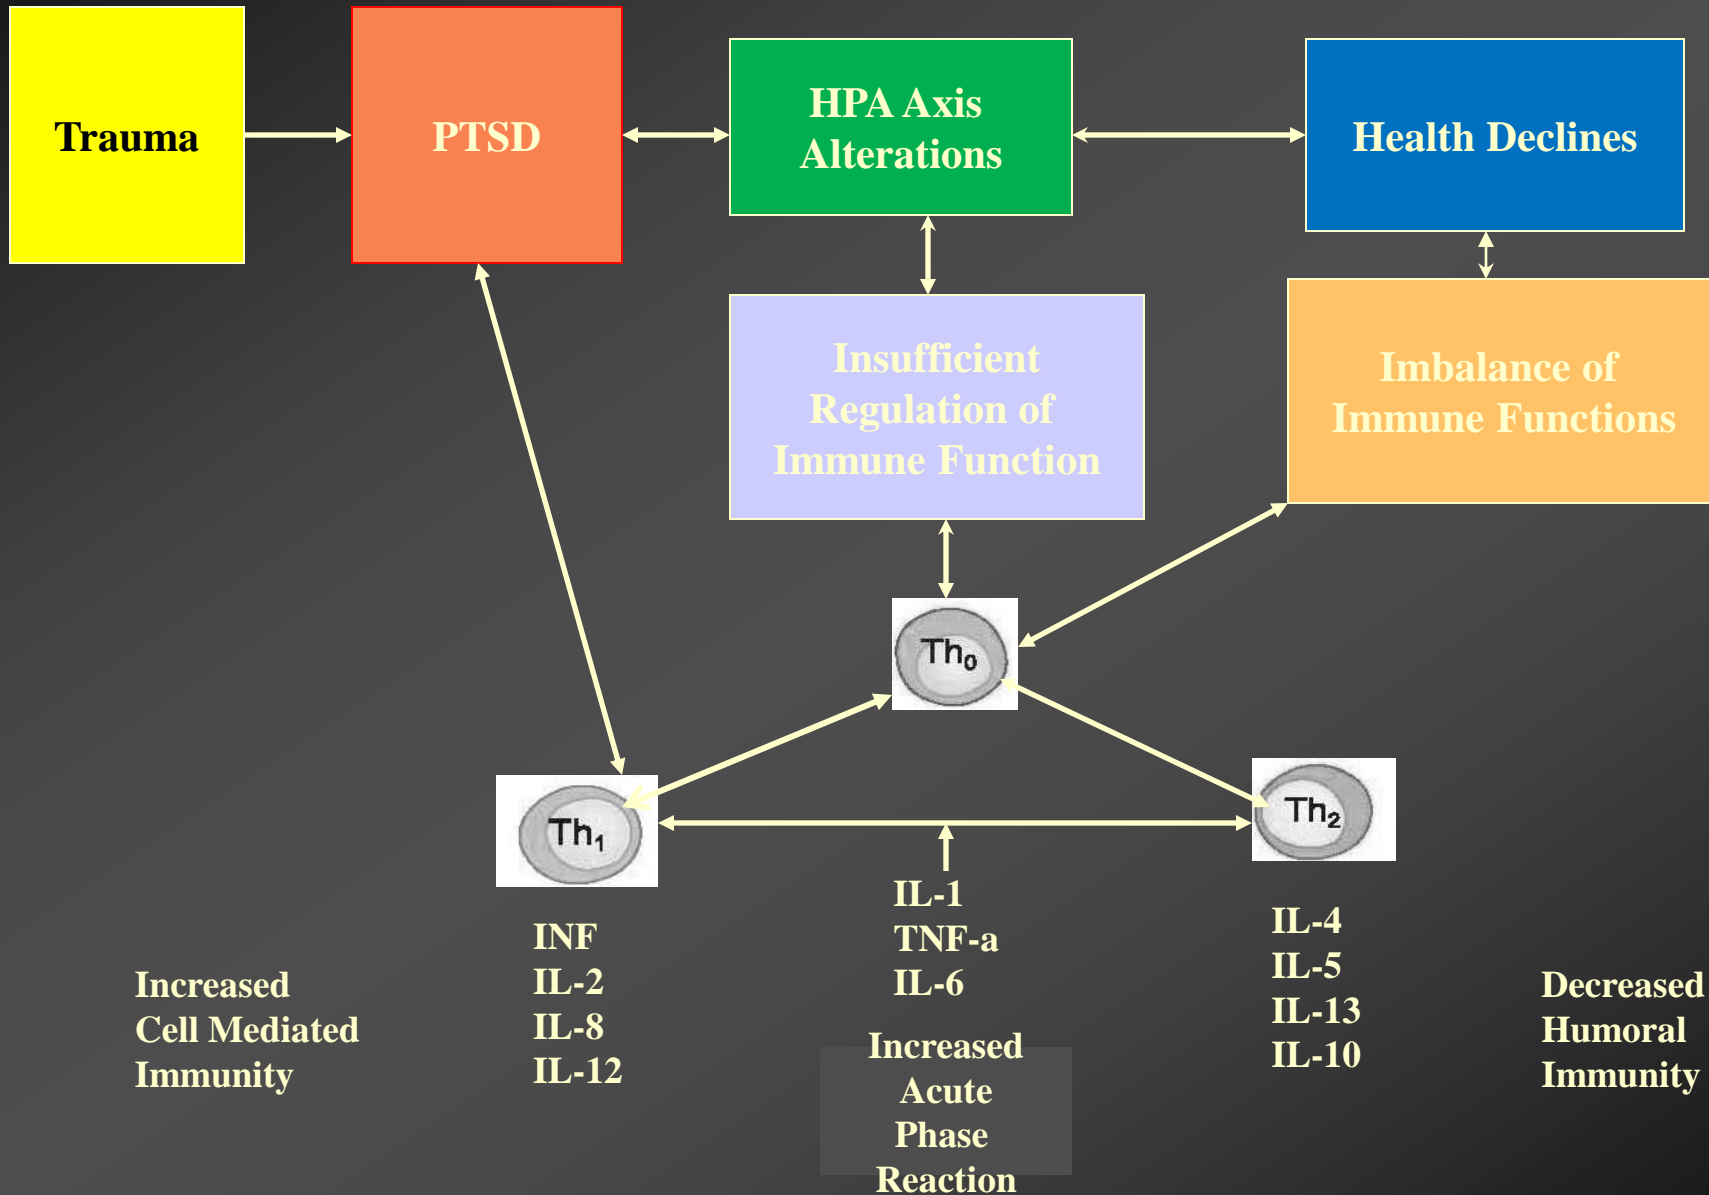 Trauma
PTSD
HPA Axis
Alterations
Health Declines
Insufficient
Regulation of
Immune Function
Imbalance of
Immune Functions
Th₀
Th₁
Th₂
Increased
Cell Mediated
Immunity
INF
IL-2
IL-8
IL-12
IL-1
TNF-a
IL-6
Increased
Acute
Phase
Reaction
IL-4
IL-5
IL-13
IL-10
Decreased
Humoral
Immunity